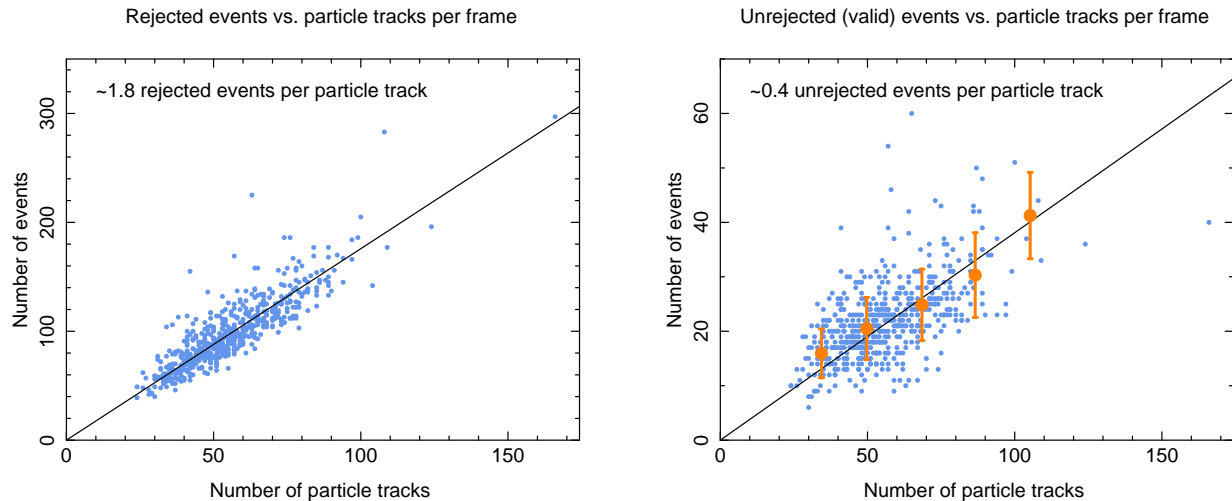 Rejected events vs. particle tracks per frame
~1.8 rejected events per particle track
Number of events
0
100
200
300
0
50
100
150
Number of particle tracks
Unrejected (valid) events vs. particle tracks per frame
~0.4 unrejected events per particle track
Number of events
0
20
40
60
0
50
100
150
Number of particle tracks